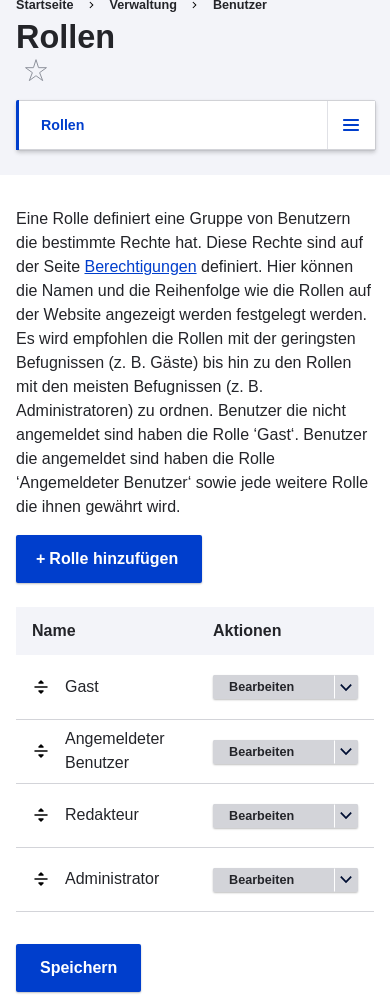 Startseite > Verwaltung > Benutzer
Rollen
Rollen
Eine Rolle definiert eine Gruppe von Benutzern
die bestimmte Rechte hat. Diese Rechte sind auf
der Seite Berechtigungen definiert. Hier können
die Namen und die Reihenfolge wie die Rollen auf
der Website angezeigt werden festgelegt werden.
Es wird empfohlen die Rollen mit der geringsten
Befugnissen (z. B. Gäste) bis hin zu den Rollen
mit den meisten Befugnissen (z. B.
Administratoren) zu ordnen. Benutzer die nicht
angemeldet sind haben die Rolle ‘Gast‘. Benutzer
die angemeldet sind haben die Rolle
‘Angemeldeter Benutzer‘ sowie jede weitere Rolle
die ihnen gewährt wird.
+ Rolle hinzufügen
Name Aktionen
Gast Bearbeiten
Angemeldeter
Benutzer Bearbeiten
Redakteur Bearbeiten
Administrator Bearbeiten
Speichern